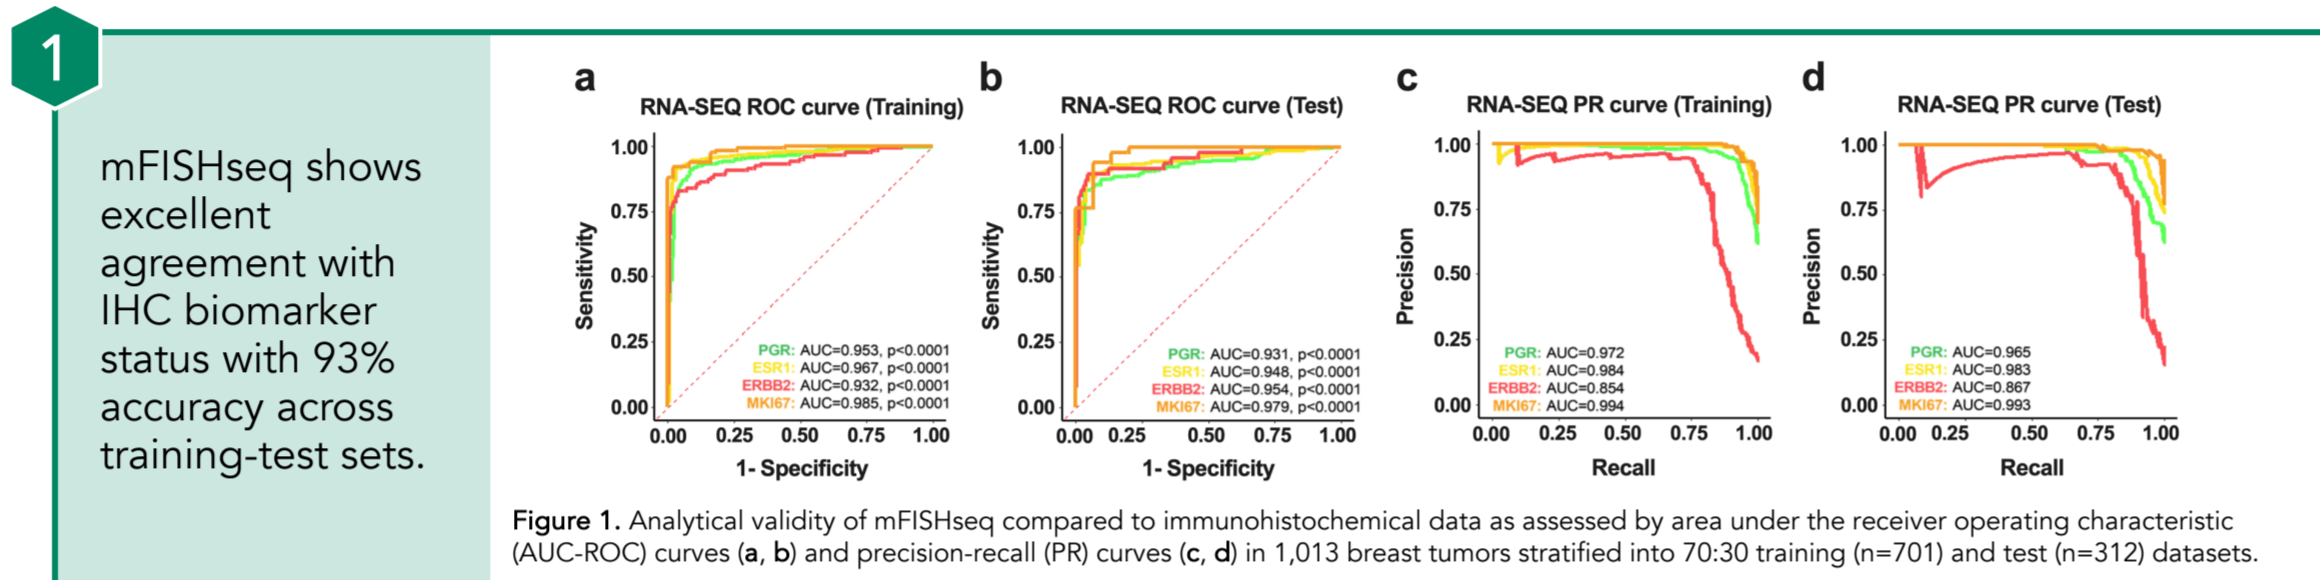 1
mFISHseq shows
excellent
agreement with
IHC biomarker
status with 93%
accuracy across
training-test sets.
a
RNA-SEQ ROC curve (Training)
1.00
0.75
0.50
0.25
0.00
Sensitivity
PGR: AUC=0.953, p<0.0001
ESR1: AUC=0.967, p<0.0001
ERBB2: AUC=0.932, p<0.0001
MKI67: AUC=0.985, p<0.0001
0.00 0.25 0.50 0.75 1.00
1- Specificity
b
RNA-SEQ ROC curve (Test)
1.00
0.75
0.50
0.25
0.00
Sensitivity
PGR: AUC=0.931, p<0.0001
ESR1: AUC=0.948, p<0.0001
ERBB2: AUC=0.954, p<0.0001
MKI67: AUC=0.979, p<0.0001
0.00 0.25 0.50 0.75 1.00
1- Specificity
c
RNA-SEQ PR curve (Training)
1.00
0.75
0.50
0.25
0.00
Precision
PGR: AUC=0.972
ESR1: AUC=0.984
ERBB2: AUC=0.854
MKI67: AUC=0.994
0.00 0.25 0.50 0.75 1.00
Recall
d
RNA-SEQ PR curve (Test)
1.00
0.75
0.50
0.25
0.00
Precision
PGR: AUC=0.965
ESR1: AUC=0.983
ERBB2: AUC=0.867
MKI67: AUC=0.993
0.00 0.25 0.50 0.75 1.00
Recall
Figure 1. Analytical validity of mFISHseq compared to immunohistochemical data as assessed by area under the receiver operating characteristic
(AUC-ROC) curves (a, b) and precision-recall (PR) curves (c, d) in 1,013 breast tumors stratified into 70:30 training (n=701) and test (n=312) datasets.